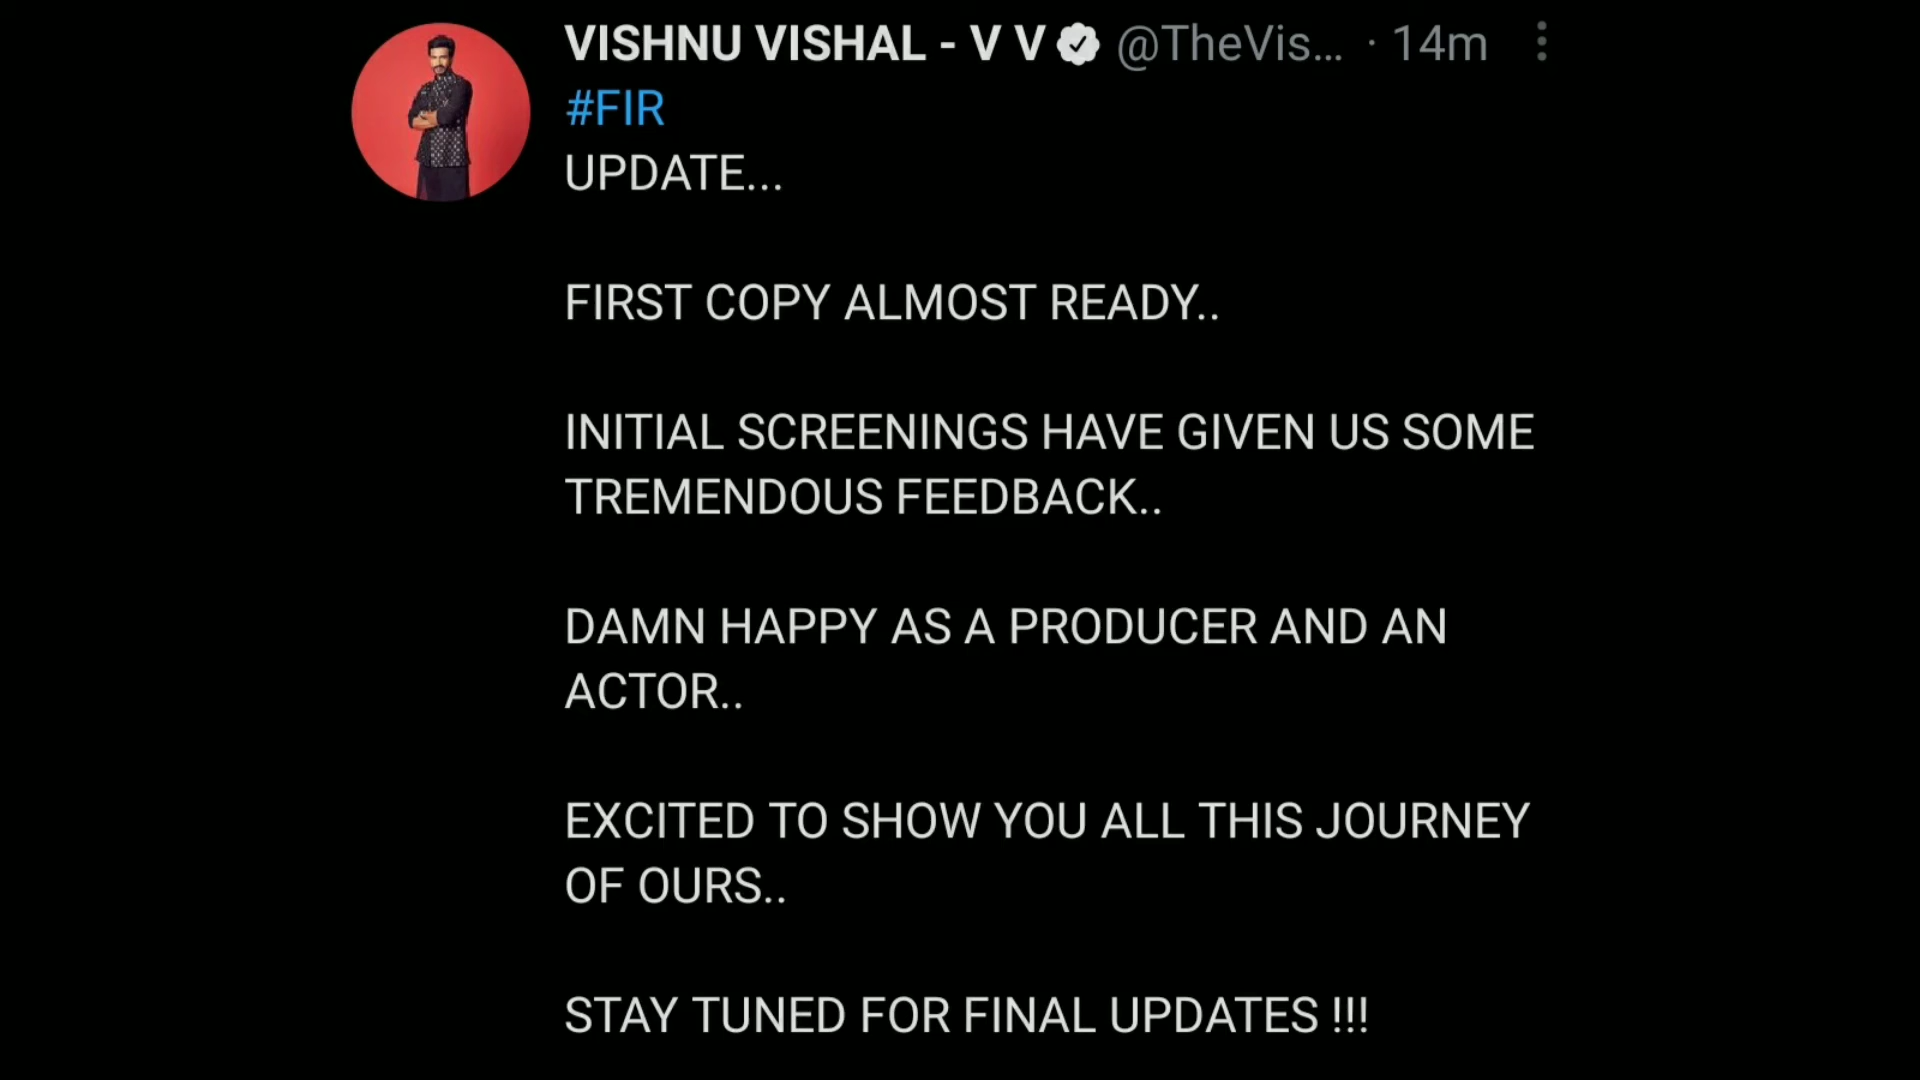 VISHNU VISHAL - V V @TheVis... · 14m
#FIR
UPDATE...
FIRST COPY ALMOST READY..
INITIAL SCREENINGS HAVE GIVEN US SOME
TREMENDOUS FEEDBACK..
DAMN HAPPY AS A PRODUCER AND AN
ACTOR..
EXCITED TO SHOW YOU ALL THIS JOURNEY
OF OURS..
STAY TUNED FOR FINAL UPDATES !!!